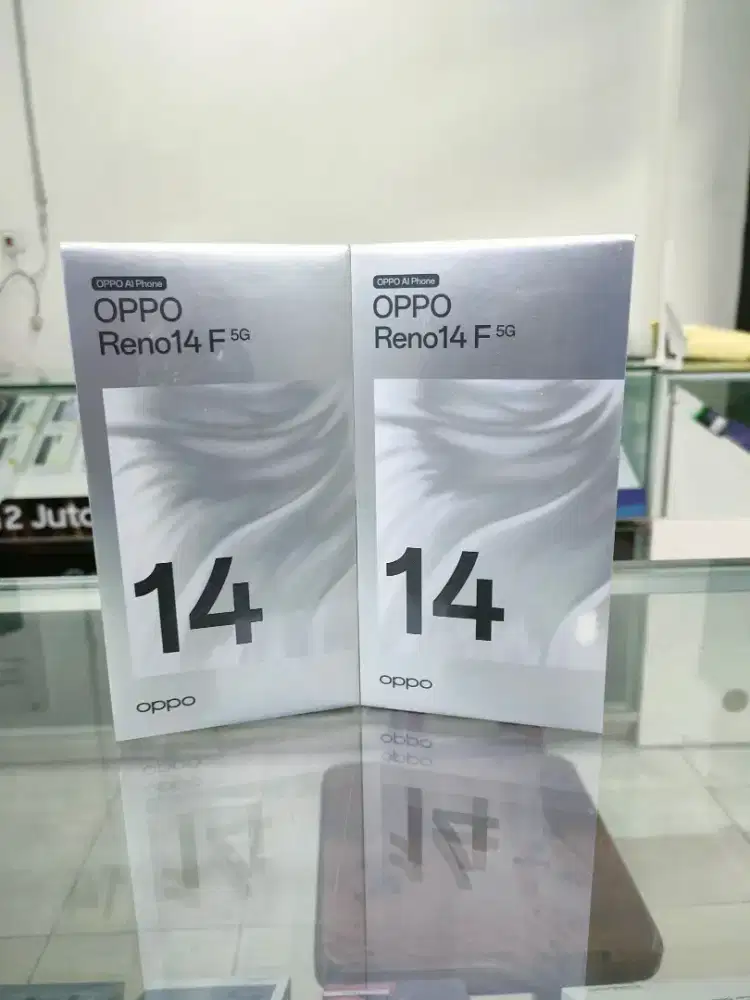 OPPO AI Phone
OPPO
Reno14 F 5G
14
oppo
OPPO AI Phone
OPPO
Reno14 F 5G
14
oppo
2 Juta